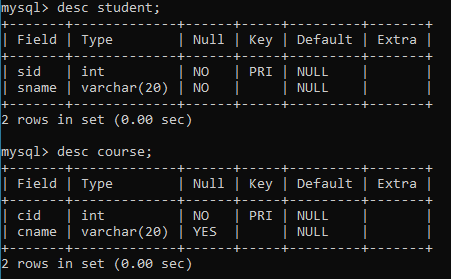 mysql> desc student;
+-------+-------------+------+-----+---------+-------+
| Field | Type        | Null | Key | Default | Extra |
+-------+-------------+------+-----+---------+-------+
| sid   | int         | NO   | PRI | NULL    |       |
| sname | varchar(20) | NO   |     | NULL    |       |
+-------+-------------+------+-----+---------+-------+
2 rows in set (0.00 sec)

mysql> desc course;
+-------+-------------+------+-----+---------+-------+
| Field | Type        | Null | Key | Default | Extra |
+-------+-------------+------+-----+---------+-------+
| cid   | int         | NO   | PRI | NULL    |       |
| cname | varchar(20) | YES  |     | NULL    |       |
+-------+-------------+------+-----+---------+-------+
2 rows in set (0.00 sec)